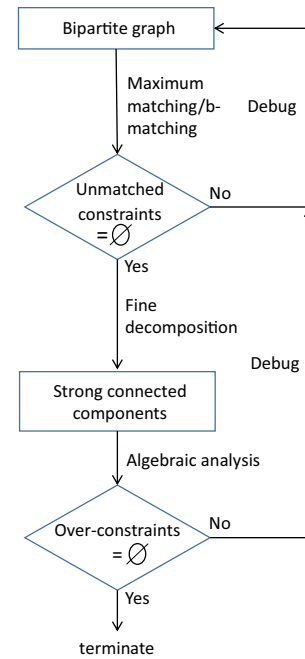 Bipartite graph
Maximum
matching/b-
matching
Debug
Unmatched
constraints
= ∅
No
Yes
Fine
decomposition
Debug
Strong connected
components
Algebraic analysis
Over-constraints
= ∅
No
Yes
terminate